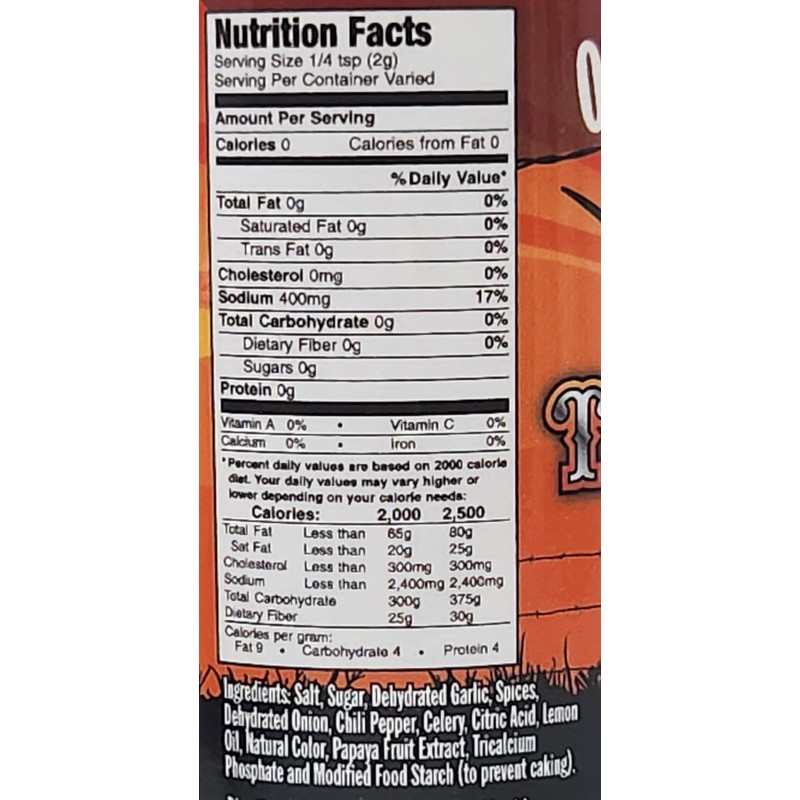 Nutrition Facts
Serving Size 1/4 tsp (2g)
Serving Per Container Varied
Amount Per Serving
Calories 0 Calories from Fat 0
% Daily Value*
Total Fat 0g 0%
Saturated Fat 0g 0%
Trans Fat 0g 0%
Cholesterol 0mg 0%
Sodium 400mg 17%
Total Carbohydrate 0g 0%
Dietary Fiber 0g 0%
Sugars 0g
Protein 0g
Vitamin A 0% • Vitamin C 0%
Calcium 0% • Iron 0%
*Percent daily values are based on 2000 calorie
diet. Your daily values may vary higher or
lower depending on your calorie needs:
Calories: 2,000 2,500
Total Fat Less than 65g 80g
Sat Fat Less than 20g 25g
Cholesterol Less than 300mg 300mg
Sodium Less than 2,400mg 2,400mg
Total Carbohydrate 300g 375g
Dietary Fiber 25g 30g
Calories per gram:
Fat 9 • Carbohydrate 4 • Protein 4
Ingredients: Salt, Sugar, Dehydrated Garlic, Spices,
Dehydrated Onion, Chili Pepper, Celery, Citric Acid, Lemon
Oil, Natural Color, Papaya Fruit Extract, Tricalcium
Phosphate and Modified Food Starch (to prevent caking).